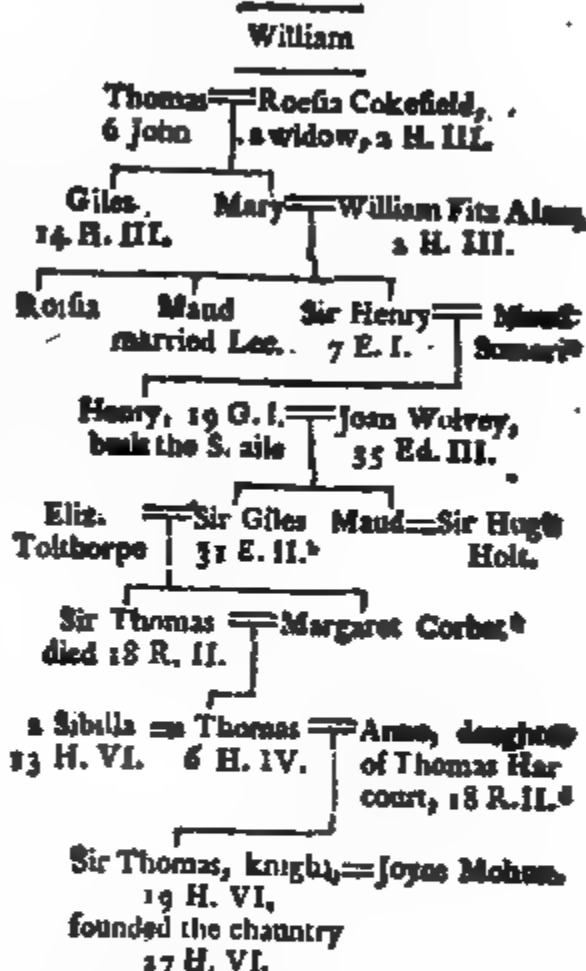 William
Thomas Roesia Cokefield,
6 John a widow, 2 H. III.
Giles, Mary William Fitz Alan,
14 H. III. 2 H. III.
Roesia Maud Sir Henry
married Lee. 7 E. I.
Henry, 19 E. I. Joan Wolvey,
built the S. aile 35 Ed. III.
Eliz. Sir Giles Maud Sir Hugh
Tolthorpe 31 E. II. Holt.
Sir Thomas Margaret Corbet
died 18 R. II.
2 Sibilla Thomas Anne, daughter
13 H. VI. 6 H. IV. of Thomas Har
court, 18 R. II.
Sir Thomas, knight, Joyce Mohun.
19 H. VI,
founded the chauntry
27 H. VI.